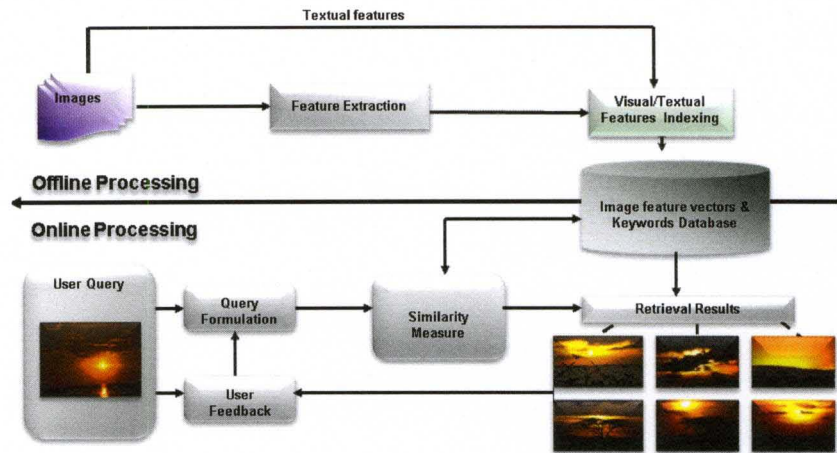 Textual features
Images
Feature Extraction
Visual/Textual
Features Indexing
Offline Processing
Online Processing
Image feature vectors &
Keywords Database
User Query
Query
Formulation
Similarity
Measure
Retrieval Results
User
Feedback